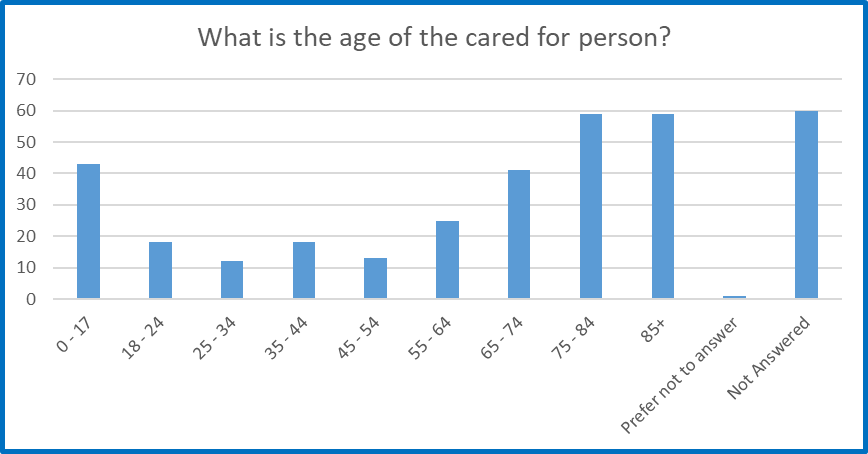 What is the age of the cared for person?
70
60
50
40
30
20
10
0
0 - 17
18 - 24
25 - 34
35 - 44
45 - 54
55 - 64
65 - 74
75 - 84
85+
Prefer not to answer
Not Answered